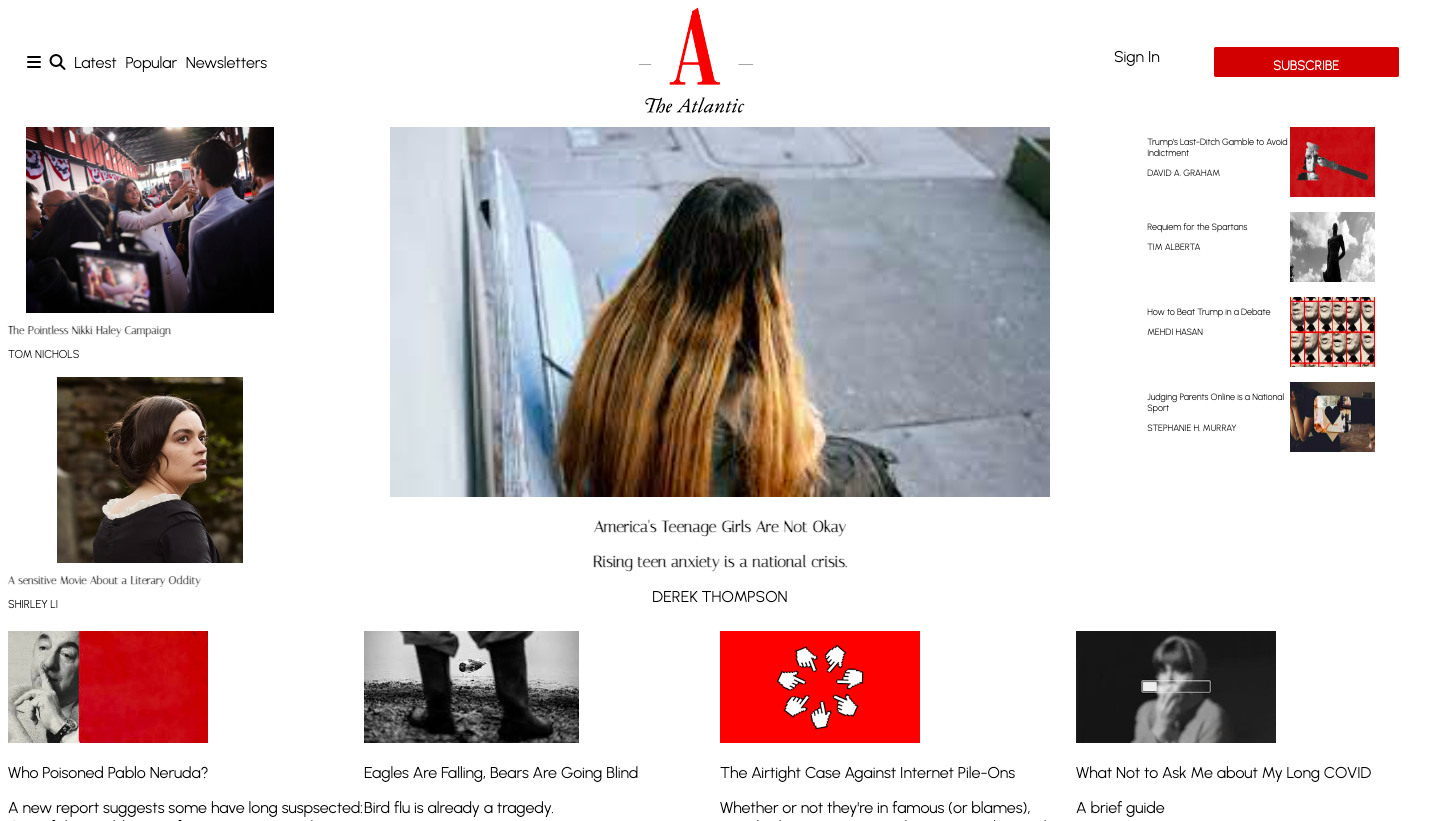 Latest Popular Newsletters
A
The Atlantic
Sign In
SUBSCRIBE
The Pointless Nikki Haley Campaign
TOM NICHOLS
A sensitive Movie About a Literary Oddity
SHIRLEY LI
America's Teenage Girls Are Not Okay
Rising teen anxiety is a national crisis.
DEREK THOMPSON
Trump's Last-Ditch Gamble to Avoid
Indictment
DAVID A. GRAHAM
Requiem for the Spartans
TIM ALBERTA
How to Beat Trump in a Debate
MEHDI HASAN
Judging Parents Online is a National
Sport
STEPHANIE H. MURRAY
Who Poisoned Pablo Neruda?
A new report suggests some have long suspsected:
Eagles Are Falling, Bears Are Going Blind
Bird flu is already a tragedy.
The Airtight Case Against Internet Pile-Ons
Whether or not they're in famous (or blames),
What Not to Ask Me about My Long COVID
A brief guide